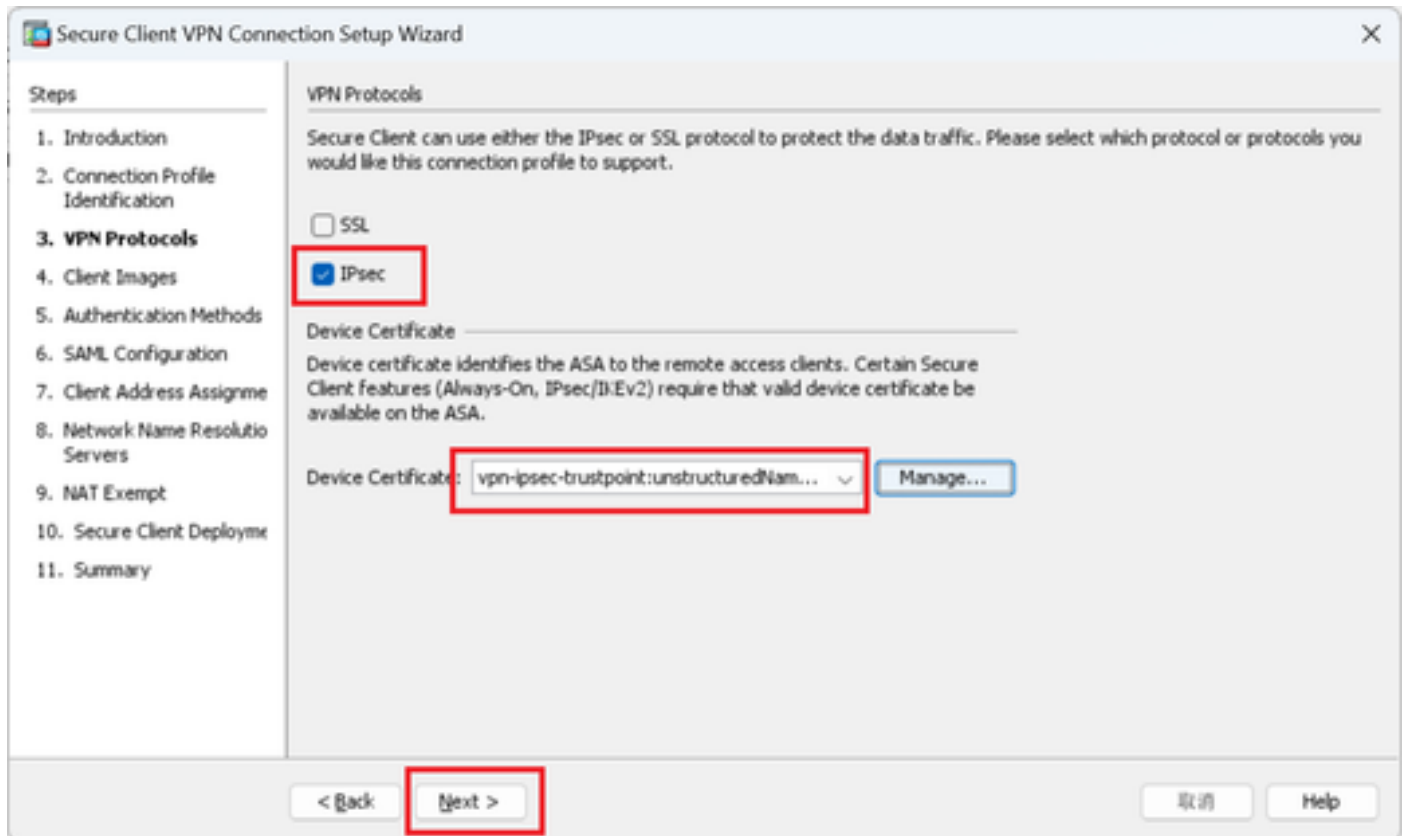 Secure Client VPN Connection Setup Wizard
Steps
1. Introduction
2. Connection Profile
Identification
3. VPN Protocols
4. Client Images
5. Authentication Methods
6. SAML Configuration
7. Client Address Assignme
8. Network Name Resolutio
Servers
9. NAT Exempt
10. Secure Client Deployme
11. Summary
VPN Protocols
Secure Client can use either the IPsec or SSL protocol to protect the data traffic. Please select which protocol or protocols you
would like this connection profile to support.
SSL
IPsec
Device Certificate
Device certificate identifies the ASA to the remote access clients. Certain Secure
Client features (Always-On, IPsec/IKEv2) require that valid device certificate be
available on the ASA.
Device Certificate: vpn-ipsec-trustpoint:unstructuredNam... Manage...
< Back Next > 取消 Help